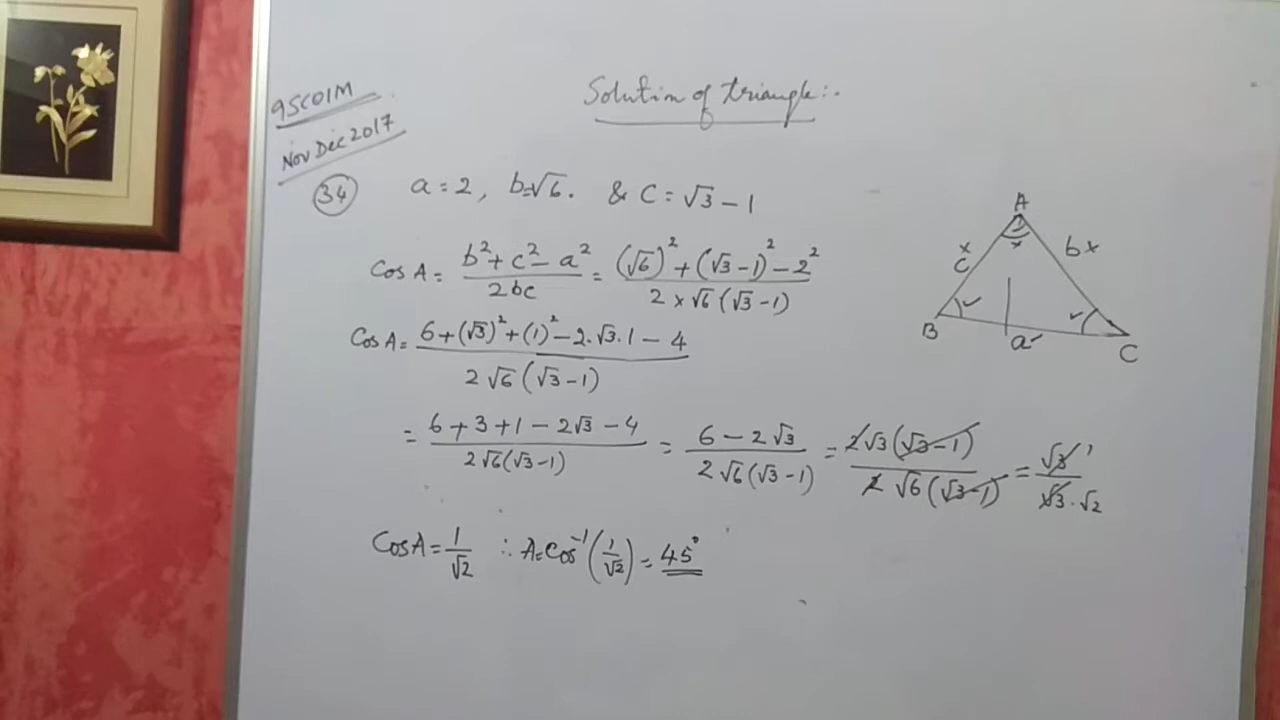 9SC01M
Solution of triangle:.
Nov Dec 2017
34 a = 2, b = √6. & C = √3 − 1
Cos A = (b² + c² − a²) / 2bc = ((√6)² + (√3 − 1)² − 2²) / (2 × √6 (√3 − 1))
Cos A = (6 + (√3)² + (1)² − 2.√3.1 − 4) / (2√6 (√3 − 1))
= (6 + 3 + 1 − 2√3 − 4) / (2√6(√3 − 1)) = (6 − 2√3) / (2√6(√3 − 1)) = (2√3(√3 − 1)) / (2√6(√3 − 1)) = √3 1 / (√3 . √2)
Cos A = 1/√2 ∴ A = Cos⁻¹(1/√2) = 45°
A
x
x
c
b x
B
a
C